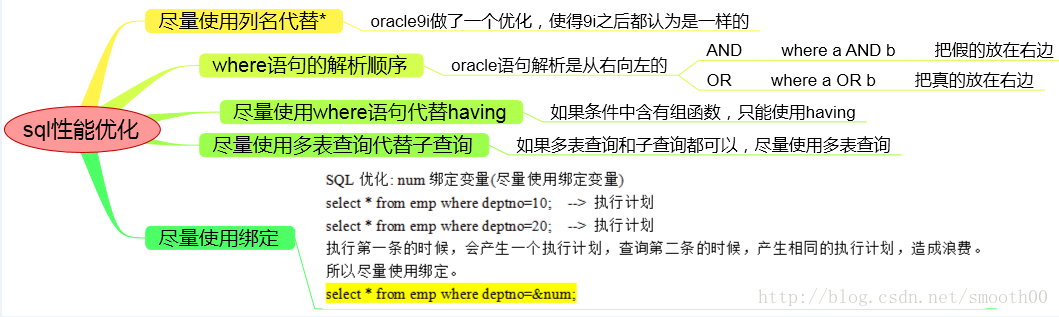 sql性能优化
尽量使用列名代替*
oracle9i做了一个优化，使得9i之后都认为是一样的
where语句的解析顺序
oracle语句解析是从右向左的
AND where a AND b 把假的放在右边
OR where a OR b 把真的放在右边
尽量使用where语句代替having
如果条件中含有组函数，只能使用having
尽量使用多表查询代替子查询
如果多表查询和子查询都可以，尽量使用多表查询
尽量使用绑定
SQL 优化: num 绑定变量(尽量使用绑定变量)
select * from emp where deptno=10; --> 执行计划
select * from emp where deptno=20; --> 执行计划
执行第一条的时候，会产生一个执行计划，查询第二条的时候，产生相同的执行计划，造成浪费。
所以尽量使用绑定。
select * from emp where deptno=&num;
http://blog.csdn.net/smooth00